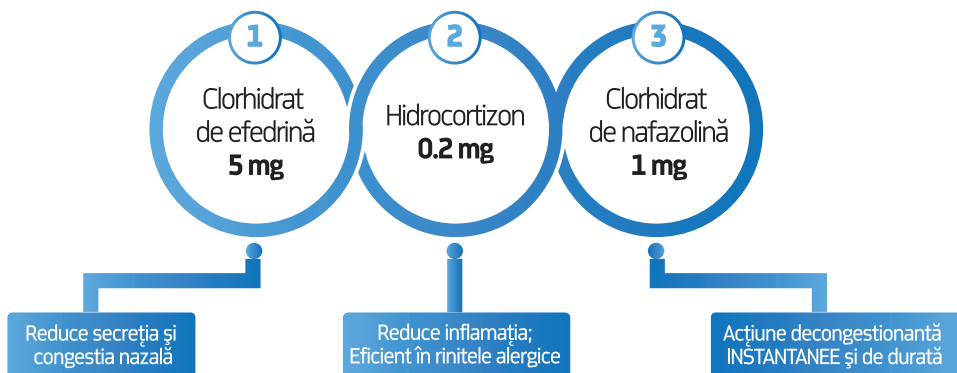 1
Clorhidrat
de efedrină
5 mg
2
Hidrocortizon
0.2 mg
3
Clorhidrat
de nafazolină
1 mg
Reduce secreția și
congestia nazală
Reduce inflamația;
Eficient în rinitele alergice
Acțiune decongestionantă
INSTANTANEE și de durată